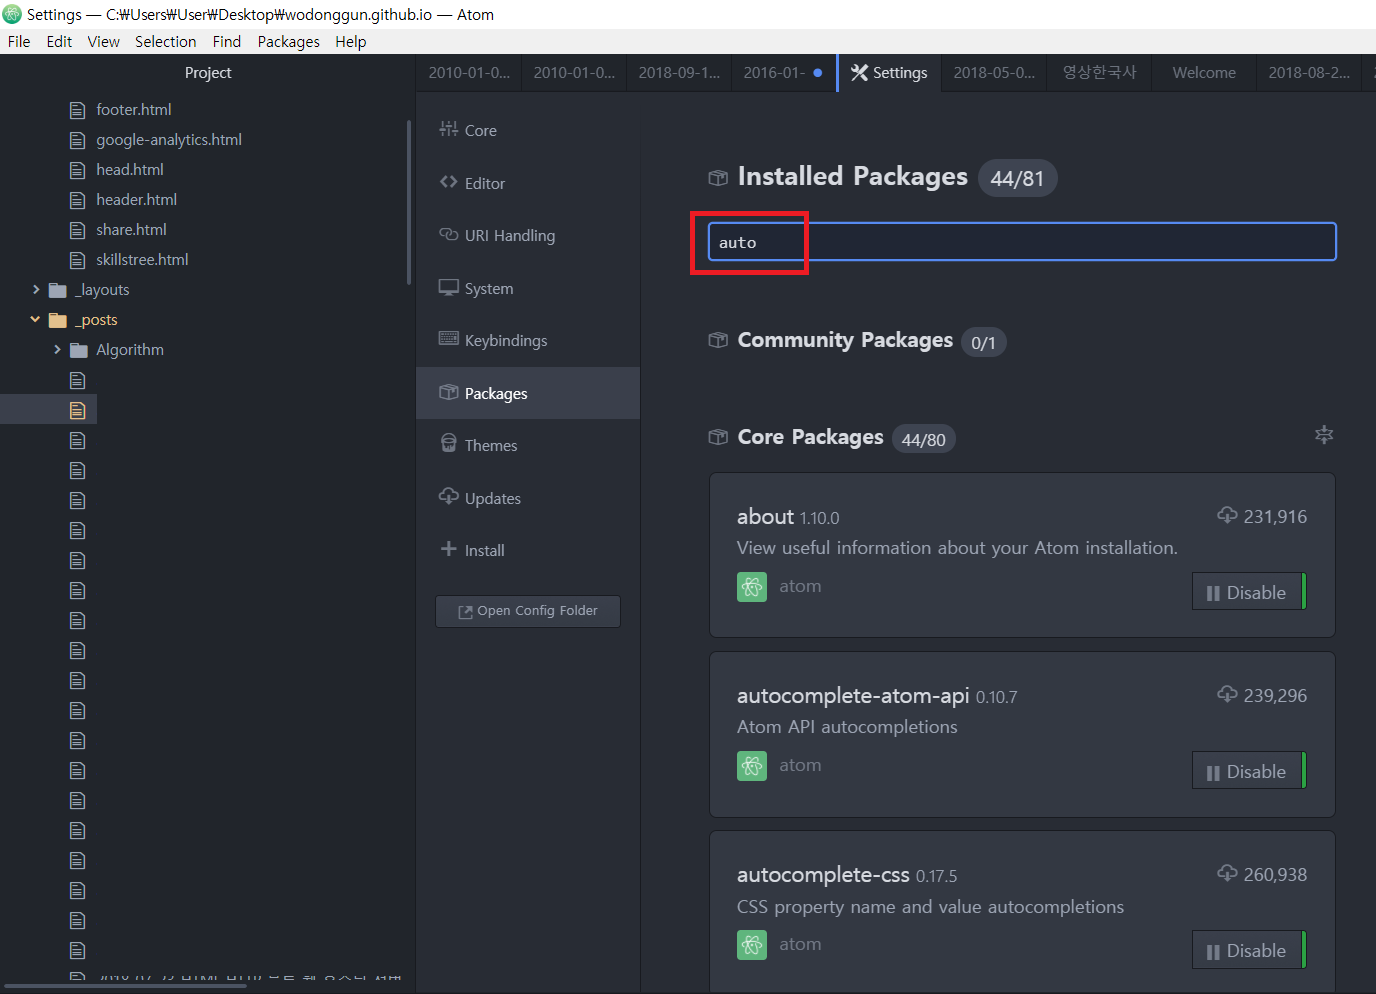 Settings — C:₩Users₩User₩Desktop₩wodonggun.github.io — Atom
File Edit View Selection Find Packages Help
Project
footer.html
google-analytics.html
head.html
header.html
share.html
skillstree.html
_layouts
_posts
Algorithm
2010-01-0... 2010-01-0... 2018-09-1... 2016-01- Settings 2018-05-0... 영상한국사 Welcome 2018-08-2...
Core
Editor
URI Handling
System
Keybindings
Packages
Themes
Updates
Install
Open Config Folder
Installed Packages 44/81
auto
Community Packages 0/1
Core Packages 44/80
about 1.10.0 231,916
View useful information about your Atom installation.
atom Disable
autocomplete-atom-api 0.10.7 239,296
Atom API autocompletions
atom Disable
autocomplete-css 0.17.5 260,938
CSS property name and value autocompletions
atom Disable